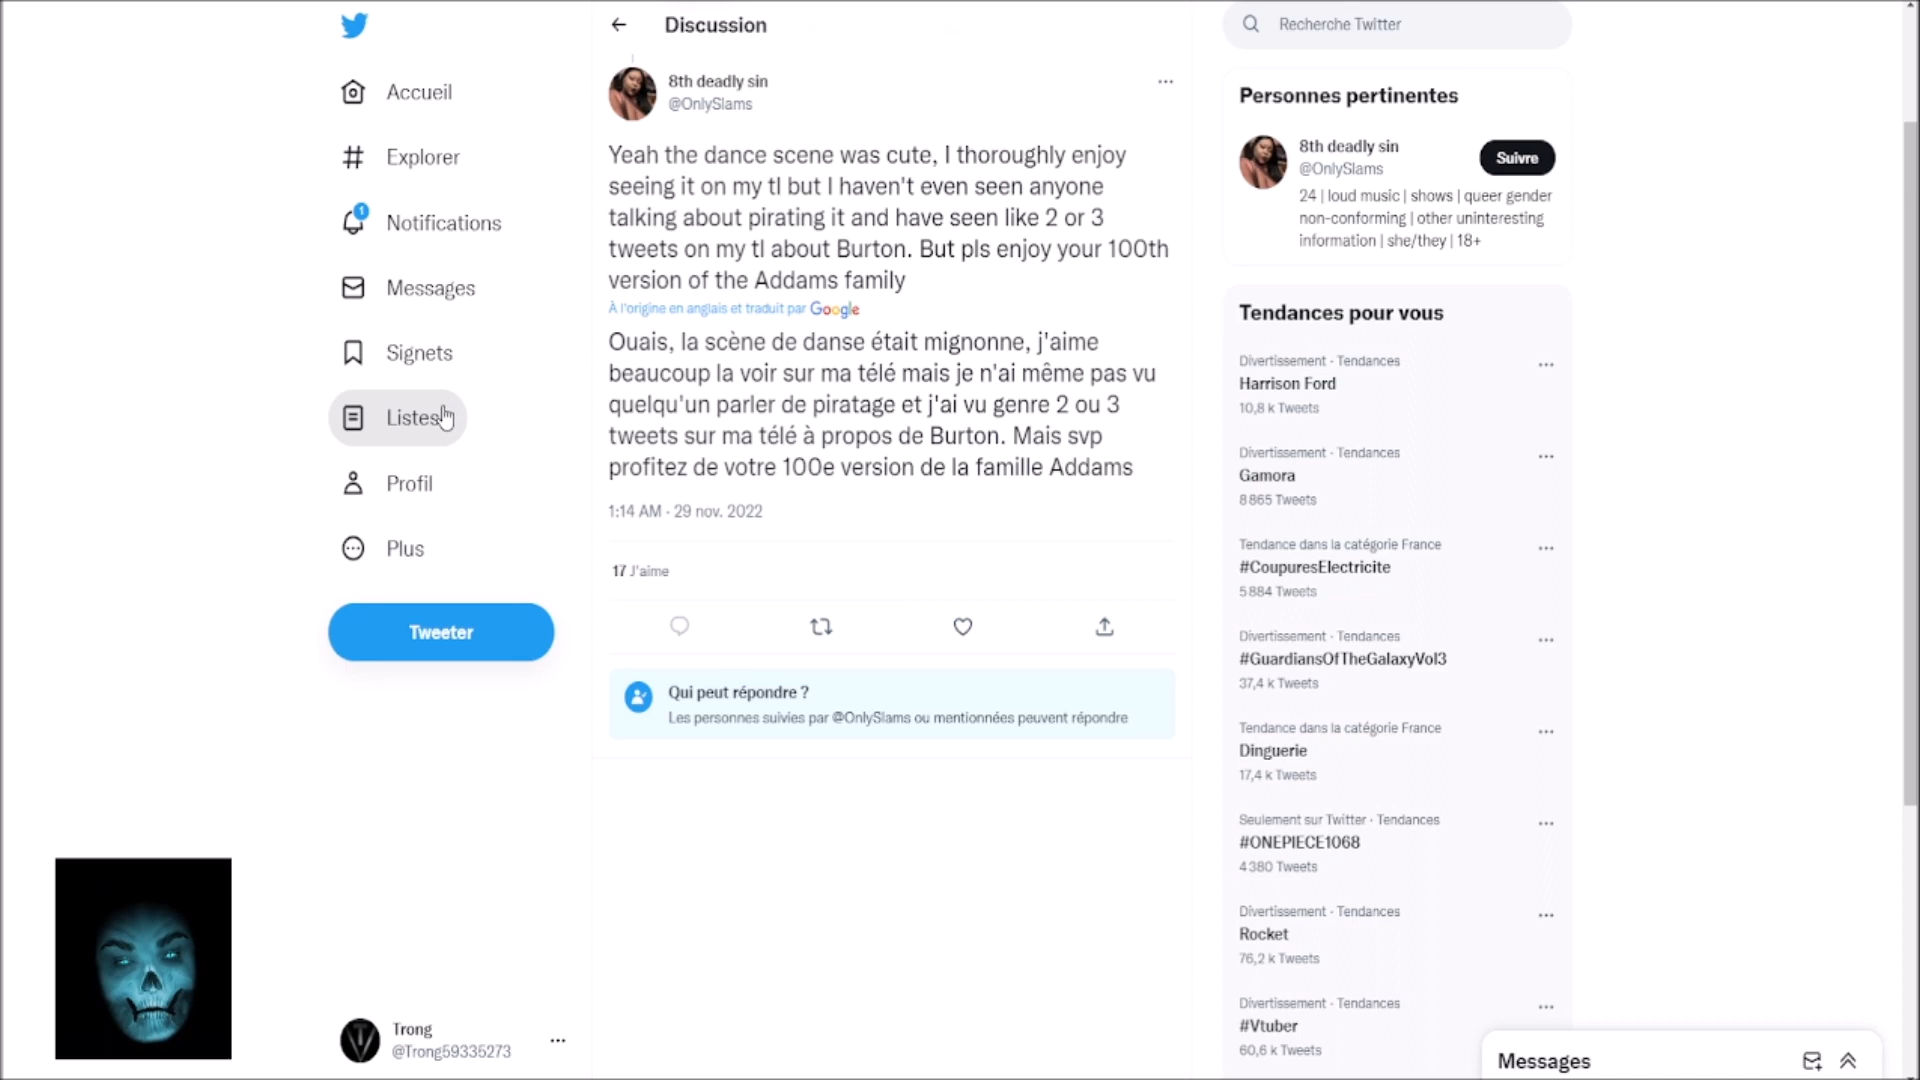 Discussion
Recherche Twitter
Accueil
Explorer
1
Notifications
Messages
Signets
Listes
Profil
Plus
Tweeter
Trong
@Trong59335273
8th deadly sin
@OnlySlams
Yeah the dance scene was cute, I thoroughly enjoy
seeing it on my tl but I haven't even seen anyone
talking about pirating it and have seen like 2 or 3
tweets on my tl about Burton. But pls enjoy your 100th
version of the Addams family
À l'origine en anglais et traduit par Google
Ouais, la scène de danse était mignonne, j'aime
beaucoup la voir sur ma télé mais je n'ai même pas vu
quelqu'un parler de piratage et j'ai vu genre 2 ou 3
tweets sur ma télé à propos de Burton. Mais svp
profitez de votre 100e version de la famille Addams
1:14 AM · 29 nov. 2022
17 J'aime
Qui peut répondre ?
Les personnes suivies par @OnlySlams ou mentionnées peuvent répondre
Personnes pertinentes
8th deadly sin
@OnlySlams
Suivre
24 | loud music | shows | queer gender
non-conforming | other uninteresting
information | she/they | 18+
Tendances pour vous
Divertissement · Tendances
Harrison Ford
10,8 k Tweets
Divertissement · Tendances
Gamora
8 865 Tweets
Tendance dans la catégorie France
#CoupuresElectricite
5 884 Tweets
Divertissement · Tendances
#GuardiansOfTheGalaxyVol3
37,4 k Tweets
Tendance dans la catégorie France
Dinguerie
17,4 k Tweets
Seulement sur Twitter · Tendances
#ONEPIECE1068
4 380 Tweets
Divertissement · Tendances
Rocket
76,2 k Tweets
Divertissement · Tendances
#Vtuber
60,6 k Tweets
Messages